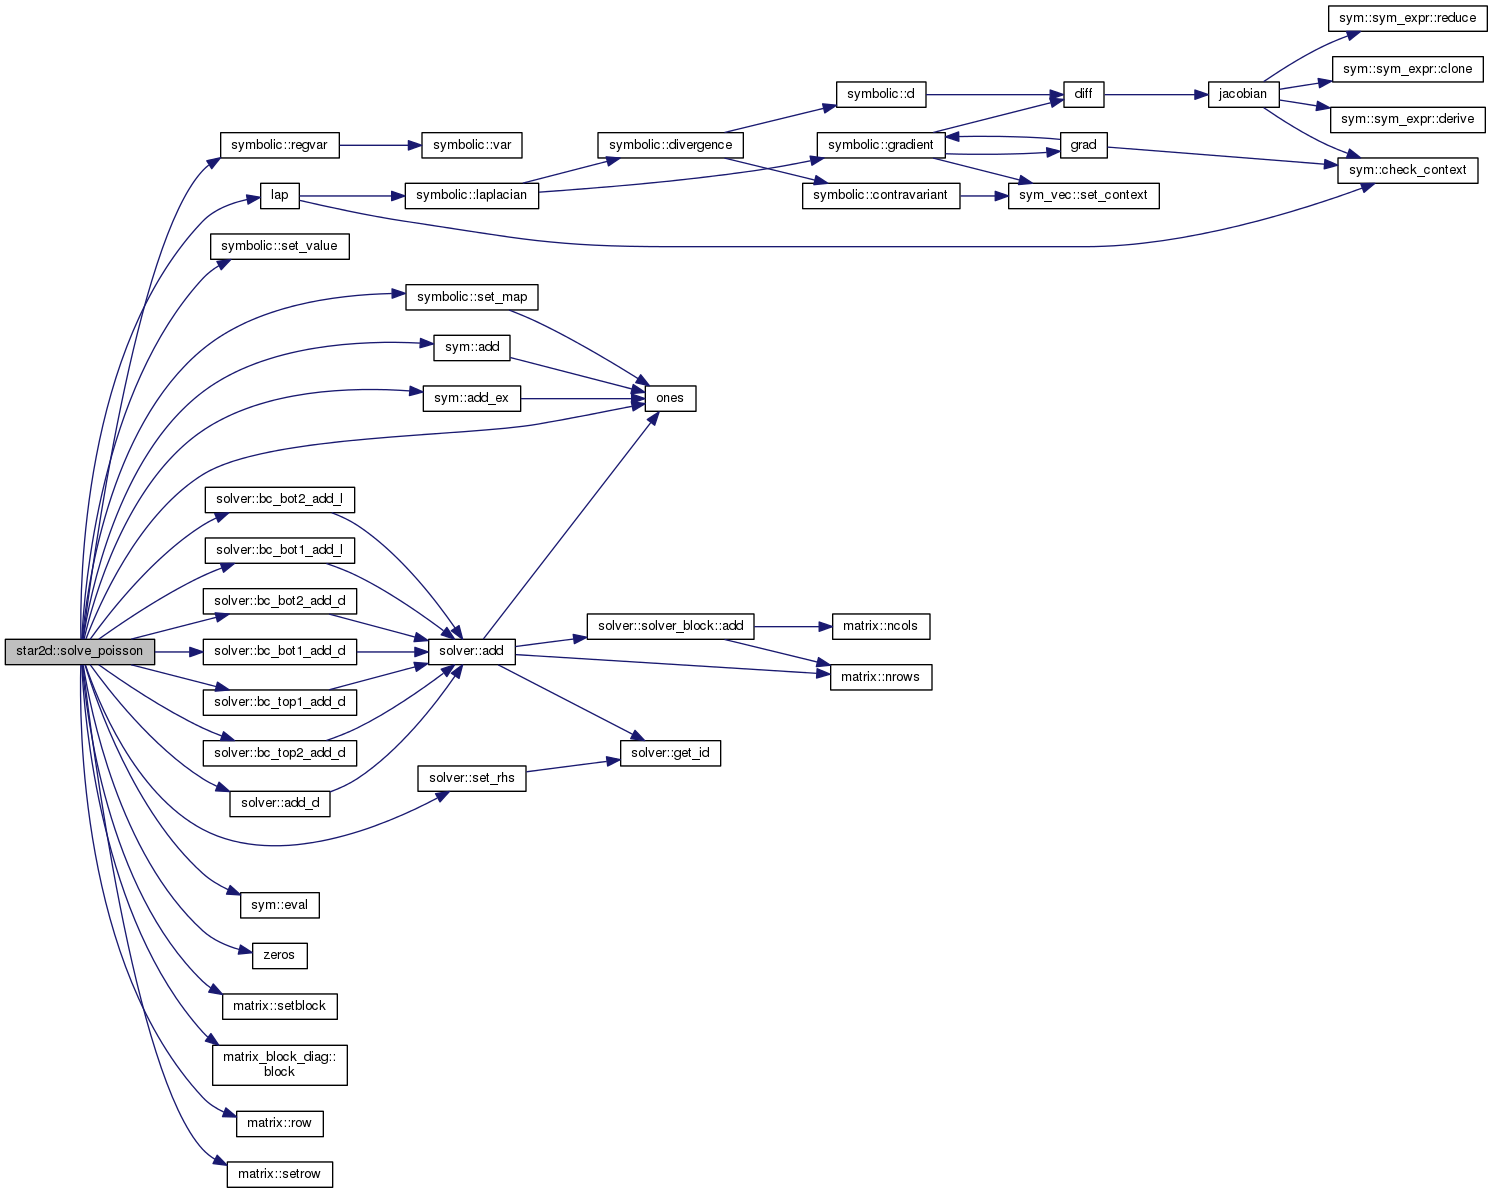 sym::sym_expr::reduce
sym::sym_expr::clone
symbolic::d
diff
jacobian
sym::sym_expr::derive
symbolic::regvar
symbolic::var
symbolic::divergence
symbolic::gradient
grad
sym::check_context
lap
symbolic::laplacian
symbolic::contravariant
sym_vec::set_context
symbolic::set_value
symbolic::set_map
sym::add
sym::add_ex
ones
solver::bc_bot2_add_l
solver::bc_bot1_add_l
solver::bc_bot2_add_d
solver::solver_block::add
matrix::ncols
star2d::solve_poisson
solver::bc_bot1_add_d
solver::add
matrix::nrows
solver::bc_top1_add_d
solver::bc_top2_add_d
solver::get_id
solver::set_rhs
solver::add_d
sym::eval
zeros
matrix::setblock
matrix_block_diag::
block
matrix::row
matrix::setrow